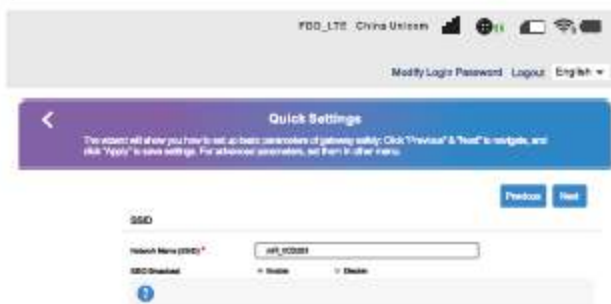 FDD_LTE China Unicom
Modify Login Password Logout English
Quick Settings
The wizard will show you how to set up basic parameters of gateway safely: Click "Previous" & "Next" to navigate, and
click "Apply" to save settings. For advanced parameters, set them in other menu.
Previous Next
SSID
Network Name (SSID) *
SSID Broadcast Enable Disable
?